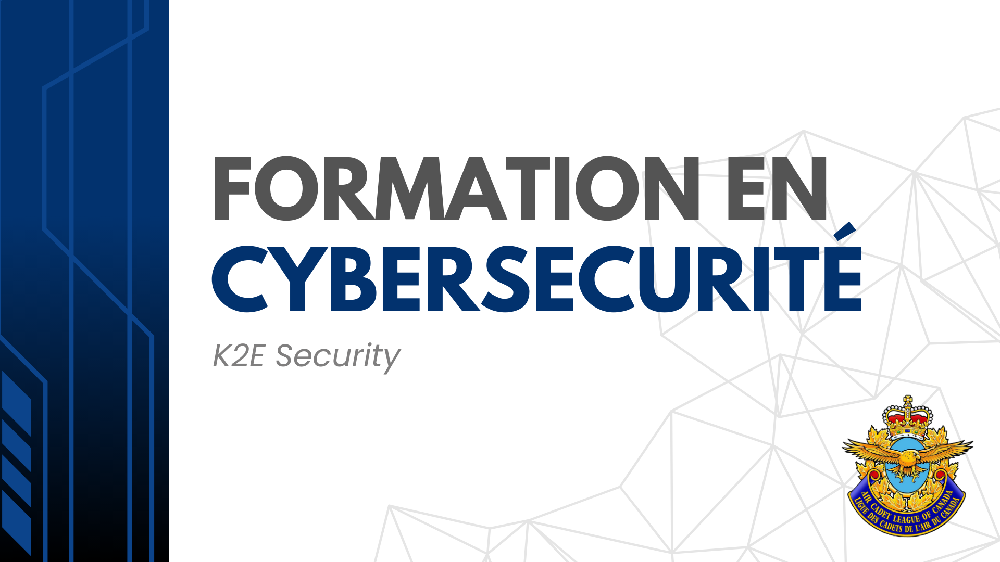 FORMATION EN
CYBERSECURITÉ
K2E Security
AIR CADET LEAGUE OF CANADA
LIGUE DES CADETS DE L'AIR DU CANADA